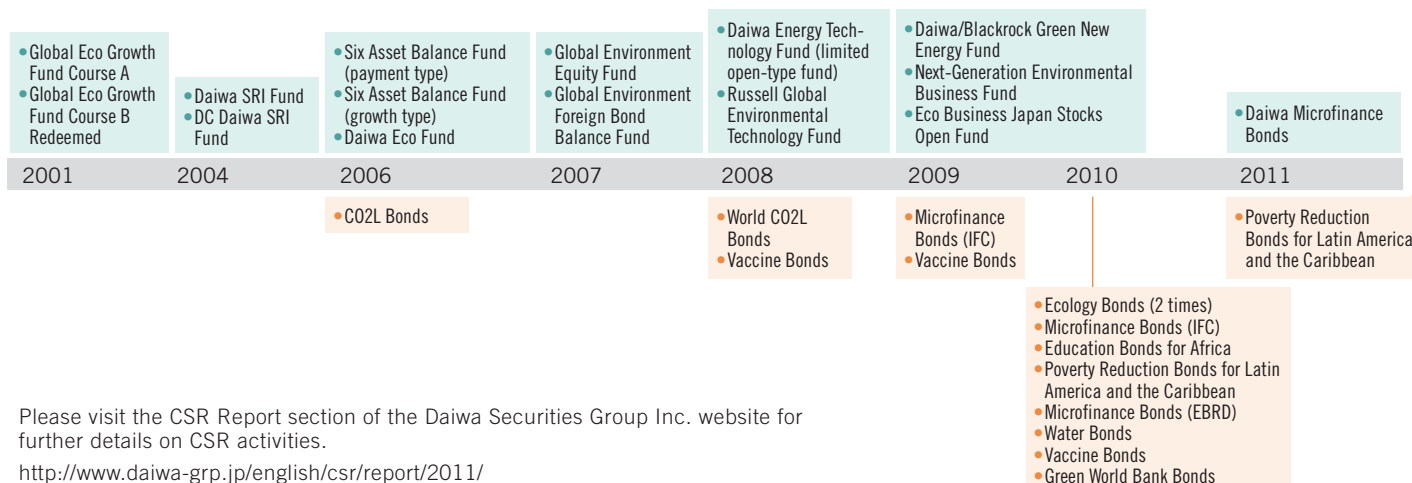 • Global Eco Growth
Fund Course A
• Global Eco Growth
Fund Course B
Redeemed
• Daiwa SRI Fund
• DC Daiwa SRI
Fund
• Six Asset Balance Fund
(payment type)
• Six Asset Balance Fund
(growth type)
• Daiwa Eco Fund
• Global Environment
Equity Fund
• Global Environment
Foreign Bond
Balance Fund
• Daiwa Energy Tech-
nology Fund (limited
open-type fund)
• Russell Global
Environmental
Technology Fund
• Daiwa/Blackrock Green New
Energy Fund
• Next-Generation Environmental
Business Fund
• Eco Business Japan Stocks
Open Fund
• Daiwa Microfinance
Bonds
2001 2004 2006 2007 2008 2009 2010 2011
• CO2L Bonds
• World CO2L
Bonds
• Vaccine Bonds
• Microfinance
Bonds (IFC)
• Vaccine Bonds
• Poverty Reduction
Bonds for Latin America
and the Caribbean
• Ecology Bonds (2 times)
• Microfinance Bonds (IFC)
• Education Bonds for Africa
• Poverty Reduction Bonds for Latin
America and the Caribbean
• Microfinance Bonds (EBRD)
• Water Bonds
• Vaccine Bonds
• Green World Bank Bonds
Please visit the CSR Report section of the Daiwa Securities Group Inc. website for
further details on CSR activities.
http://www.daiwa-grp.jp/english/csr/report/2011/